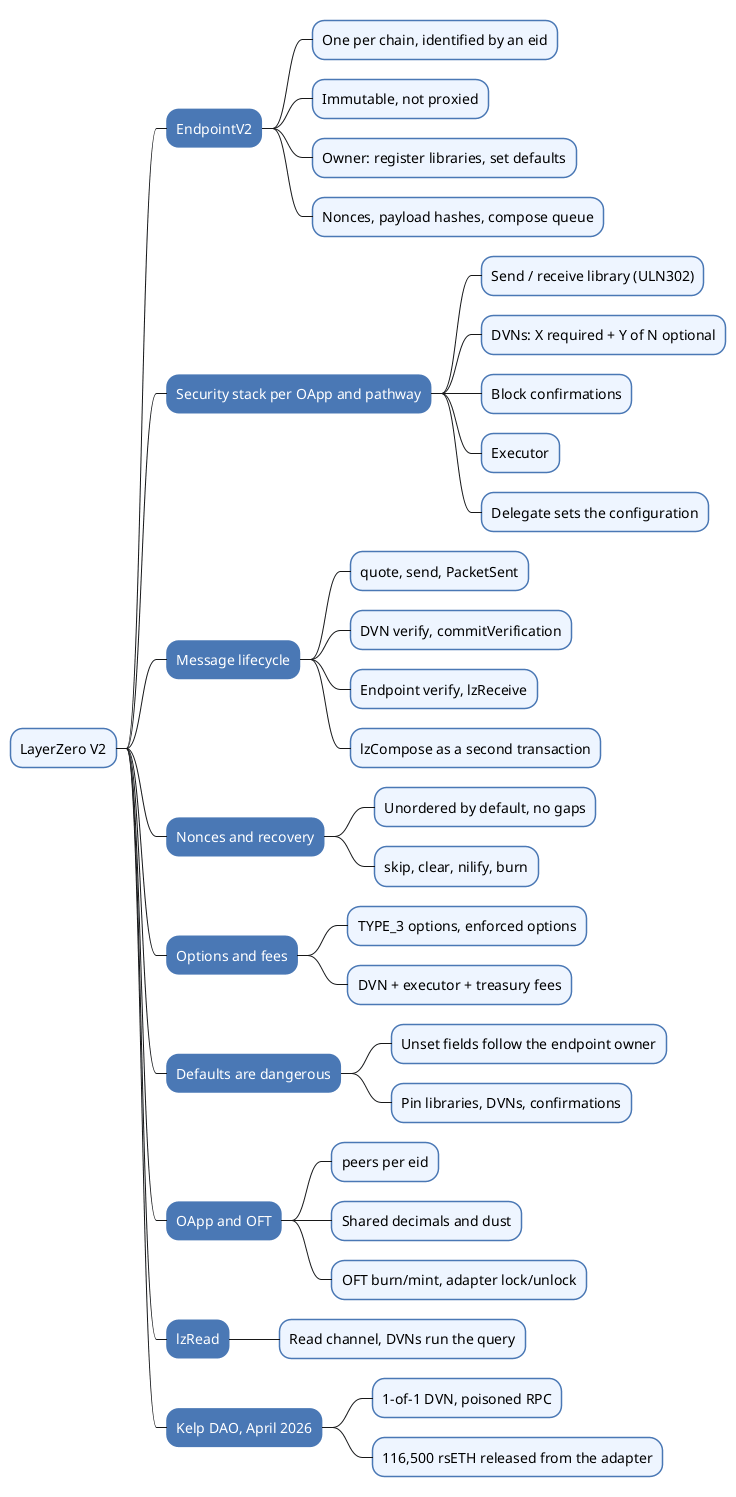 LayerZero V2
EndpointV2
One per chain, identified by an eid
Immutable, not proxied
Owner: register libraries, set defaults
Nonces, payload hashes, compose queue
Security stack per OApp and pathway
Send / receive library (ULN302)
DVNs: X required + Y of N optional
Block confirmations
Executor
Delegate sets the configuration
Message lifecycle
quote, send, PacketSent
DVN verify, commitVerification
Endpoint verify, lzReceive
lzCompose as a second transaction
Nonces and recovery
Unordered by default, no gaps
skip, clear, nilify, burn
Options and fees
TYPE_3 options, enforced options
DVN + executor + treasury fees
Defaults are dangerous
Unset fields follow the endpoint owner
Pin libraries, DVNs, confirmations
OApp and OFT
peers per eid
Shared decimals and dust
OFT burn/mint, adapter lock/unlock
lzRead
Read channel, DVNs run the query
Kelp DAO, April 2026
1-of-1 DVN, poisoned RPC
116,500 rsETH released from the adapter